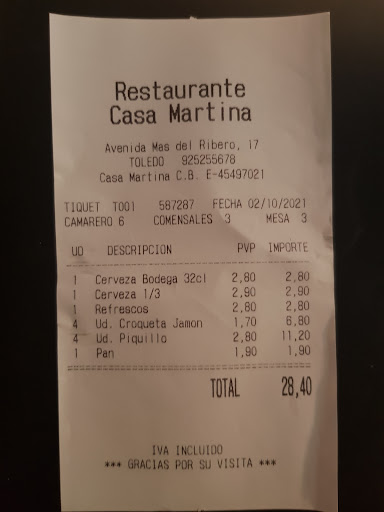 Restaurante
Casa Martina
Avenida Mas del Ribero, 17
TOLEDO 925255678
Casa Martina C.B. E-45497021
TIQUET T001 587287 FECHA 02/10/2021
CAMARERO 6 COMENSALES 3 MESA 3
UD DESCRIPCION PVP IMPORTE
1 Cerveza Bodega 32cl 2,80 2,80
1 Cerveza 1/3 2,90 2,90
1 Refrescos 2,80 2,80
4 Ud. Croqueta Jamon 1,70 6,80
4 Ud. Piquillo 2,80 11,20
1 Pan 1,90 1,90
TOTAL 28,40
IVA INCLUIDO
*** GRACIAS POR SU VISITA ***